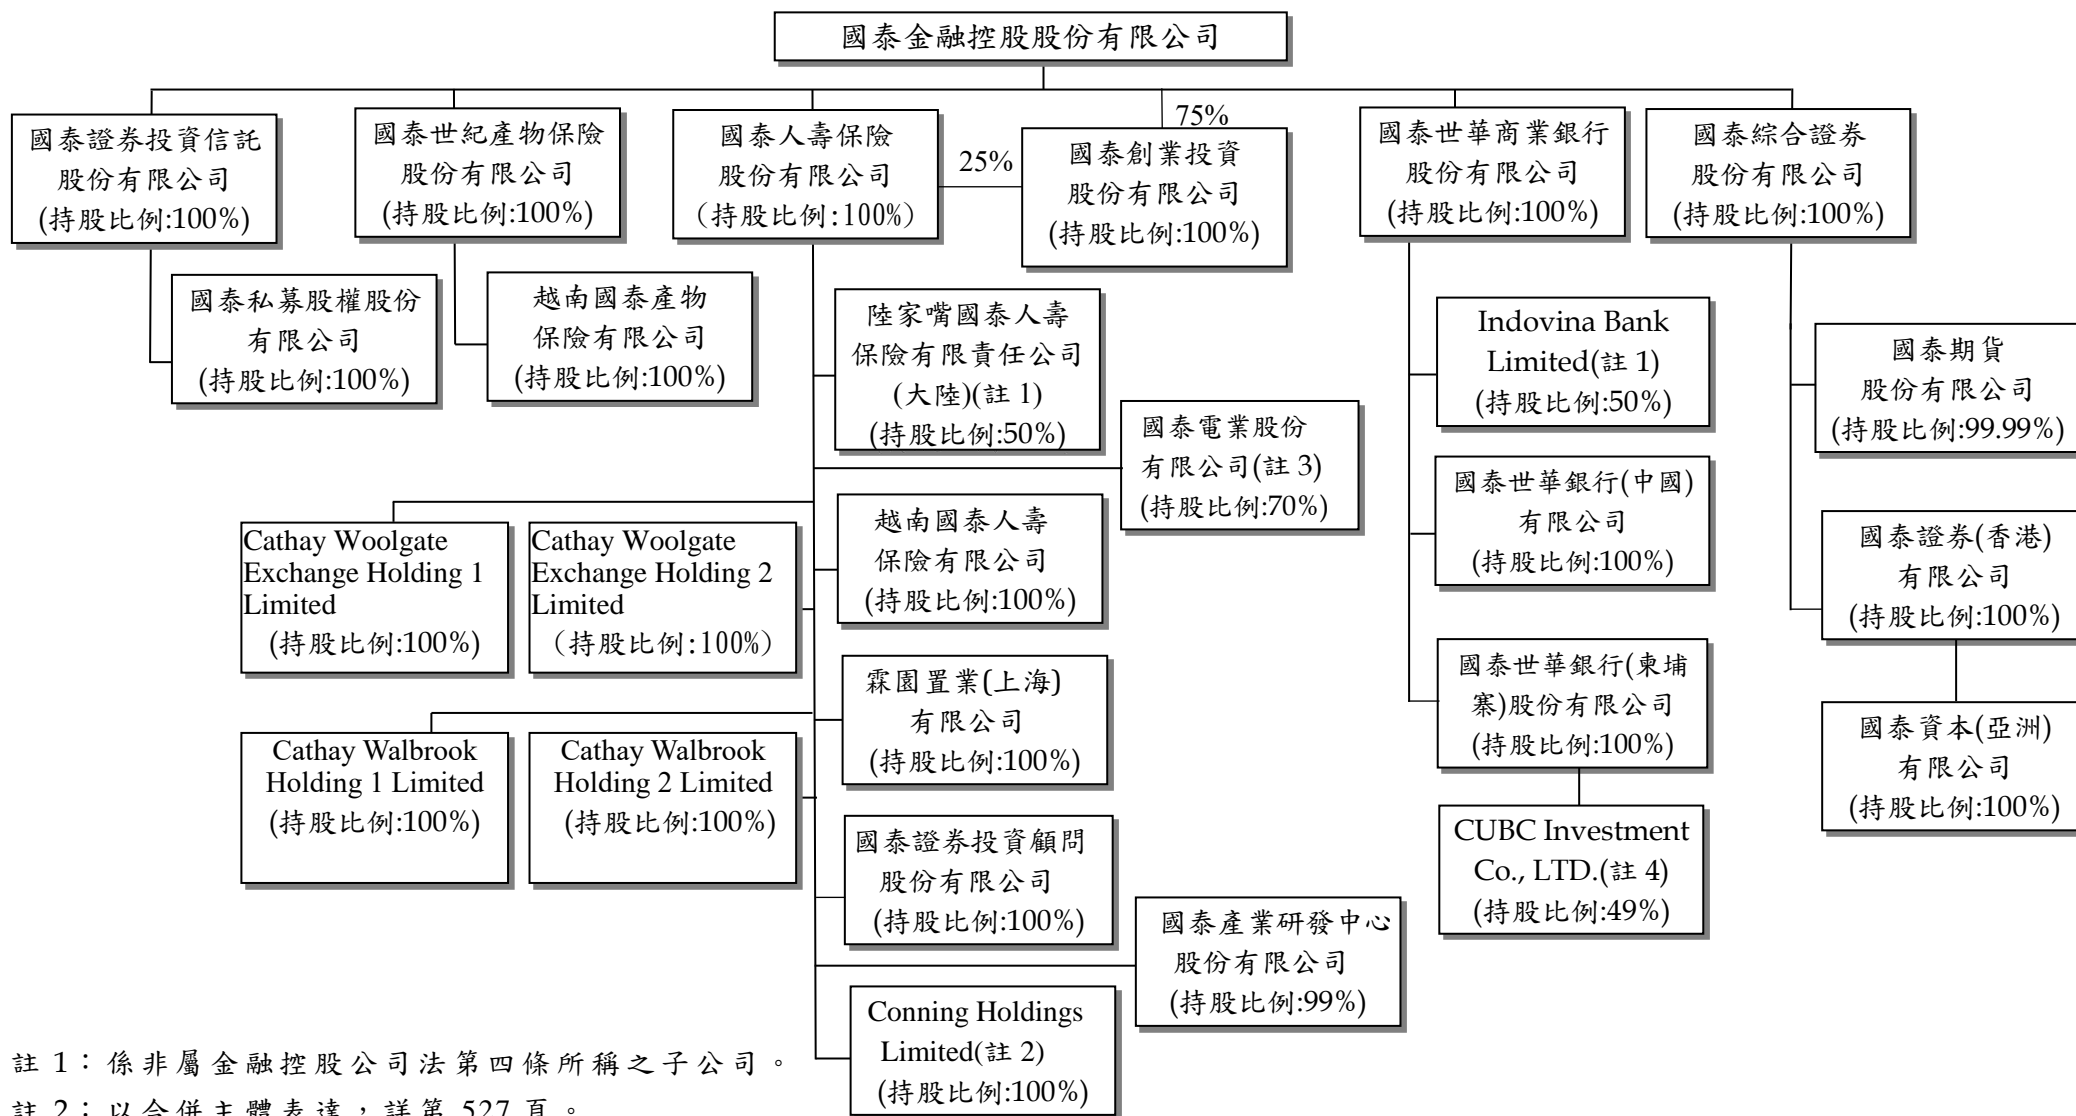 國泰金融控股股份有限公司
國泰證券投資信託
股份有限公司
(持股比例:100%)
國泰世紀產物保險
股份有限公司
(持股比例:100%)
國泰人壽保險
股份有限公司
（持股比例:100%）
25%
75%
國泰創業投資
股份有限公司
(持股比例:100%)
國泰世華商業銀行
股份有限公司
(持股比例:100%)
國泰綜合證券
股份有限公司
(持股比例:100%)
國泰私募股權股份
有限公司
(持股比例:100%)
越南國泰產物
保險有限公司
(持股比例:100%)
陸家嘴國泰人壽
保險有限責任公司
(大陸)(註 1)
(持股比例:50%)
國泰電業股份
有限公司(註 3)
(持股比例:70%)
Indovina Bank
Limited(註 1)
(持股比例:50%)
國泰期貨
股份有限公司
(持股比例:99.99%)
Cathay Woolgate
Exchange Holding 1
Limited
(持股比例:100%)
Cathay Woolgate
Exchange Holding 2
Limited
（持股比例:100%）
越南國泰人壽
保險有限公司
(持股比例:100%)
國泰世華銀行(中國)
有限公司
(持股比例:100%)
國泰證券(香港)
有限公司
(持股比例:100%)
霖園置業(上海)
有限公司
(持股比例:100%)
國泰世華銀行(柬埔
寨)股份有限公司
(持股比例:100%)
國泰資本(亞洲)
有限公司
(持股比例:100%)
Cathay Walbrook
Holding 1 Limited
(持股比例:100%)
Cathay Walbrook
Holding 2 Limited
(持股比例:100%)
國泰證券投資顧問
股份有限公司
(持股比例:100%)
CUBC Investment
Co., LTD.(註 4)
(持股比例:49%)
國泰產業研發中心
股份有限公司
(持股比例:99%)
Conning Holdings
Limited(註 2)
(持股比例:100%)
註 1：係非屬金融控股公司法第四條所稱之子公司。
註 2：以合併主體表達，詳第 527 頁。